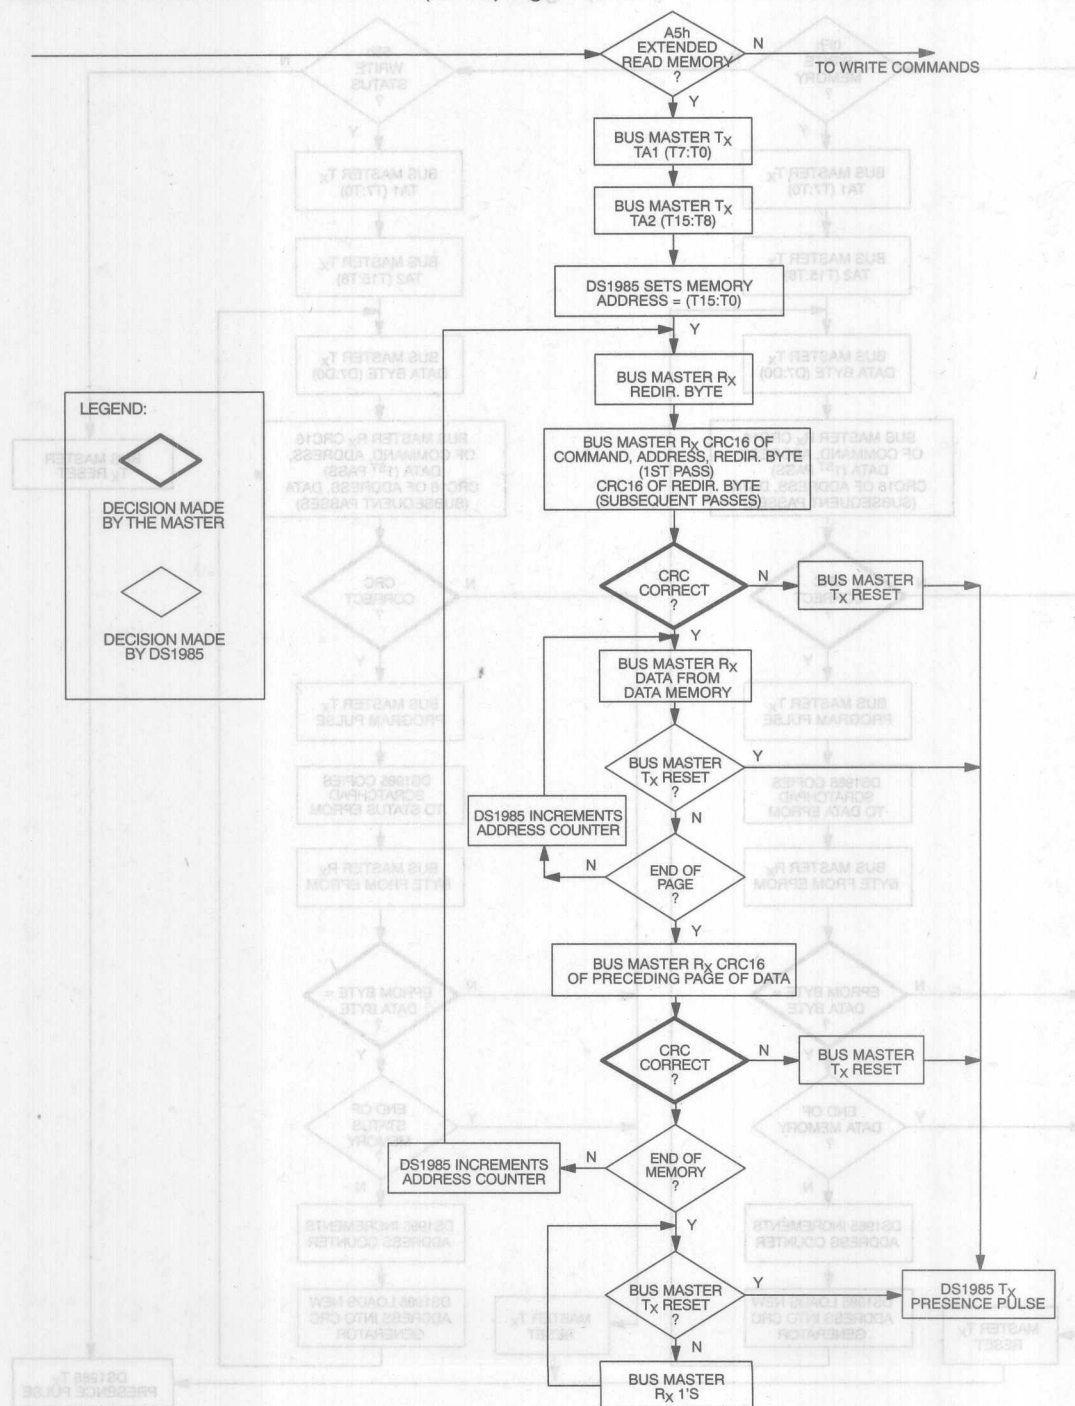 A5h
EXTENDED
READ MEMORY
?
N
TO WRITE COMMANDS
Y
BUS MASTER TX
TA1 (T7:T0)
BUS MASTER TX
TA2 (T15:T8)
DS1985 SETS MEMORY
ADDRESS = (T15:T0)
Y
BUS MASTER RX
REDIR. BYTE
LEGEND:
DECISION MADE
BY THE MASTER
DECISION MADE
BY DS1985
BUS MASTER RX CRC16 OF
COMMAND, ADDRESS, REDIR. BYTE
(1ST PASS)
CRC16 OF REDIR. BYTE
(SUBSEQUENT PASSES)
CRC
CORRECT
?
N
BUS MASTER
TX RESET
Y
BUS MASTER RX
DATA FROM
DATA MEMORY
BUS MASTER
TX RESET
?
Y
N
DS1985 INCREMENTS
ADDRESS COUNTER
N
END OF
PAGE
?
Y
BUS MASTER RX CRC16
OF PRECEDING PAGE OF DATA
CRC
CORRECT
?
N
BUS MASTER
TX RESET
END OF
MEMORY
?
N
DS1985 INCREMENTS
ADDRESS COUNTER
Y
BUS MASTER
TX RESET
?
Y
DS1985 TX
PRESENCE PULSE
N
BUS MASTER
RX 1'S